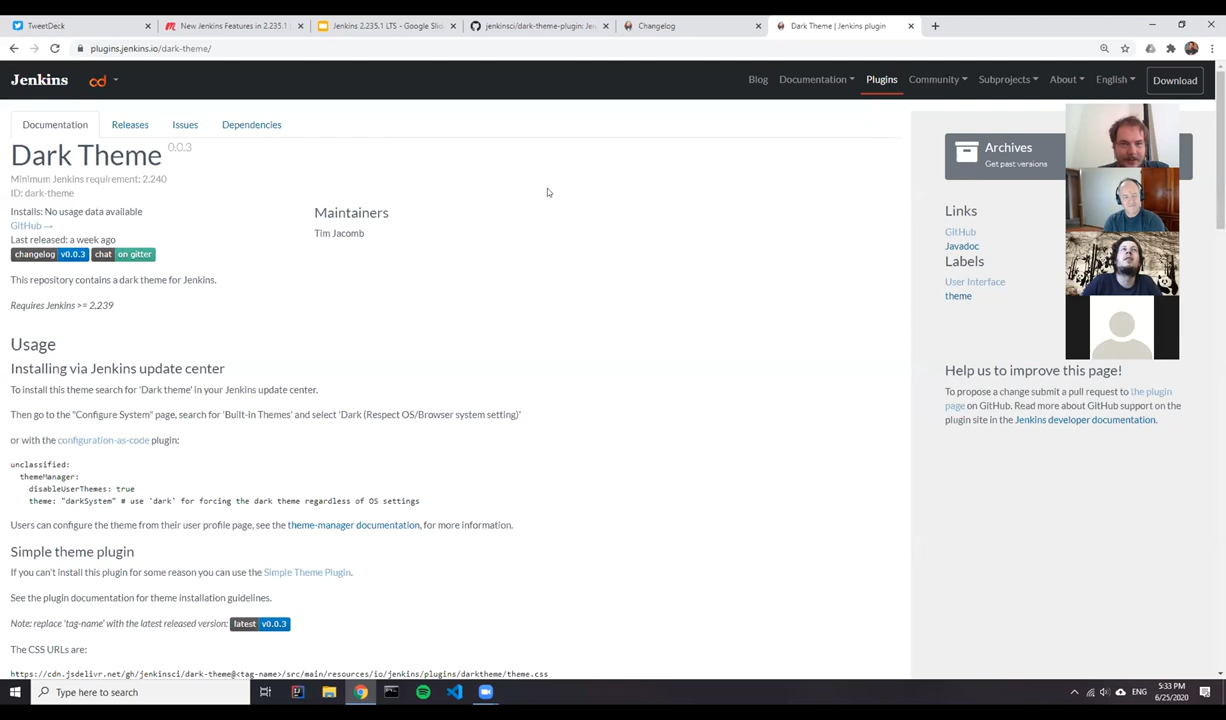 TweetDeck
New Jenkins Features in 2.235.1
Jenkins 2.235.1 LTS - Google Slid
jenkinsci/dark-theme-plugin: Jen
Changelog
Dark Theme | Jenkins plugin
plugins.jenkins.io/dark-theme/
Jenkins
cd
Blog
Documentation
Plugins
Community
Subprojects
About
English
Download
Documentation
Releases
Issues
Dependencies
Dark Theme 0.0.3
Minimum Jenkins requirement: 2.240
ID: dark-theme
Installs: No usage data available
GitHub →
Last released: a week ago
changelog v0.0.3 chat on gitter
Maintainers
Tim Jacomb
This repository contains a dark theme for Jenkins.
Requires Jenkins >= 2.239
Usage
Installing via Jenkins update center
To install this theme search for 'Dark theme' in your Jenkins update center.
Then go to the "Configure System" page, search for 'Built-in Themes' and select 'Dark (Respect OS/Browser system setting)'
or with the configuration-as-code plugin:
unclassified:
themeManager:
disableUserThemes: true
theme: "darkSystem" # use 'dark' for forcing the dark theme regardless of OS settings
Users can configure the theme from their user profile page, see the theme-manager documentation, for more information.
Simple theme plugin
If you can't install this plugin for some reason you can use the Simple Theme Plugin.
See the plugin documentation for theme installation guidelines.
Note: replace 'tag-name' with the latest released version: latest v0.0.3
The CSS URLs are:
https://cdn.jsdelivr.net/gh/jenkinsci/dark-theme@<tag-name>/src/main/resources/io/jenkins/plugins/darktheme/theme.css
Archives
Get past versions
Links
GitHub
Javadoc
Labels
User Interface
theme
Help us to improve this page!
To propose a change submit a pull request to the plugin
page on GitHub. Read more about GitHub support on the
plugin site in the Jenkins developer documentation.
Type here to search
ENG
5:33 PM
6/25/2020